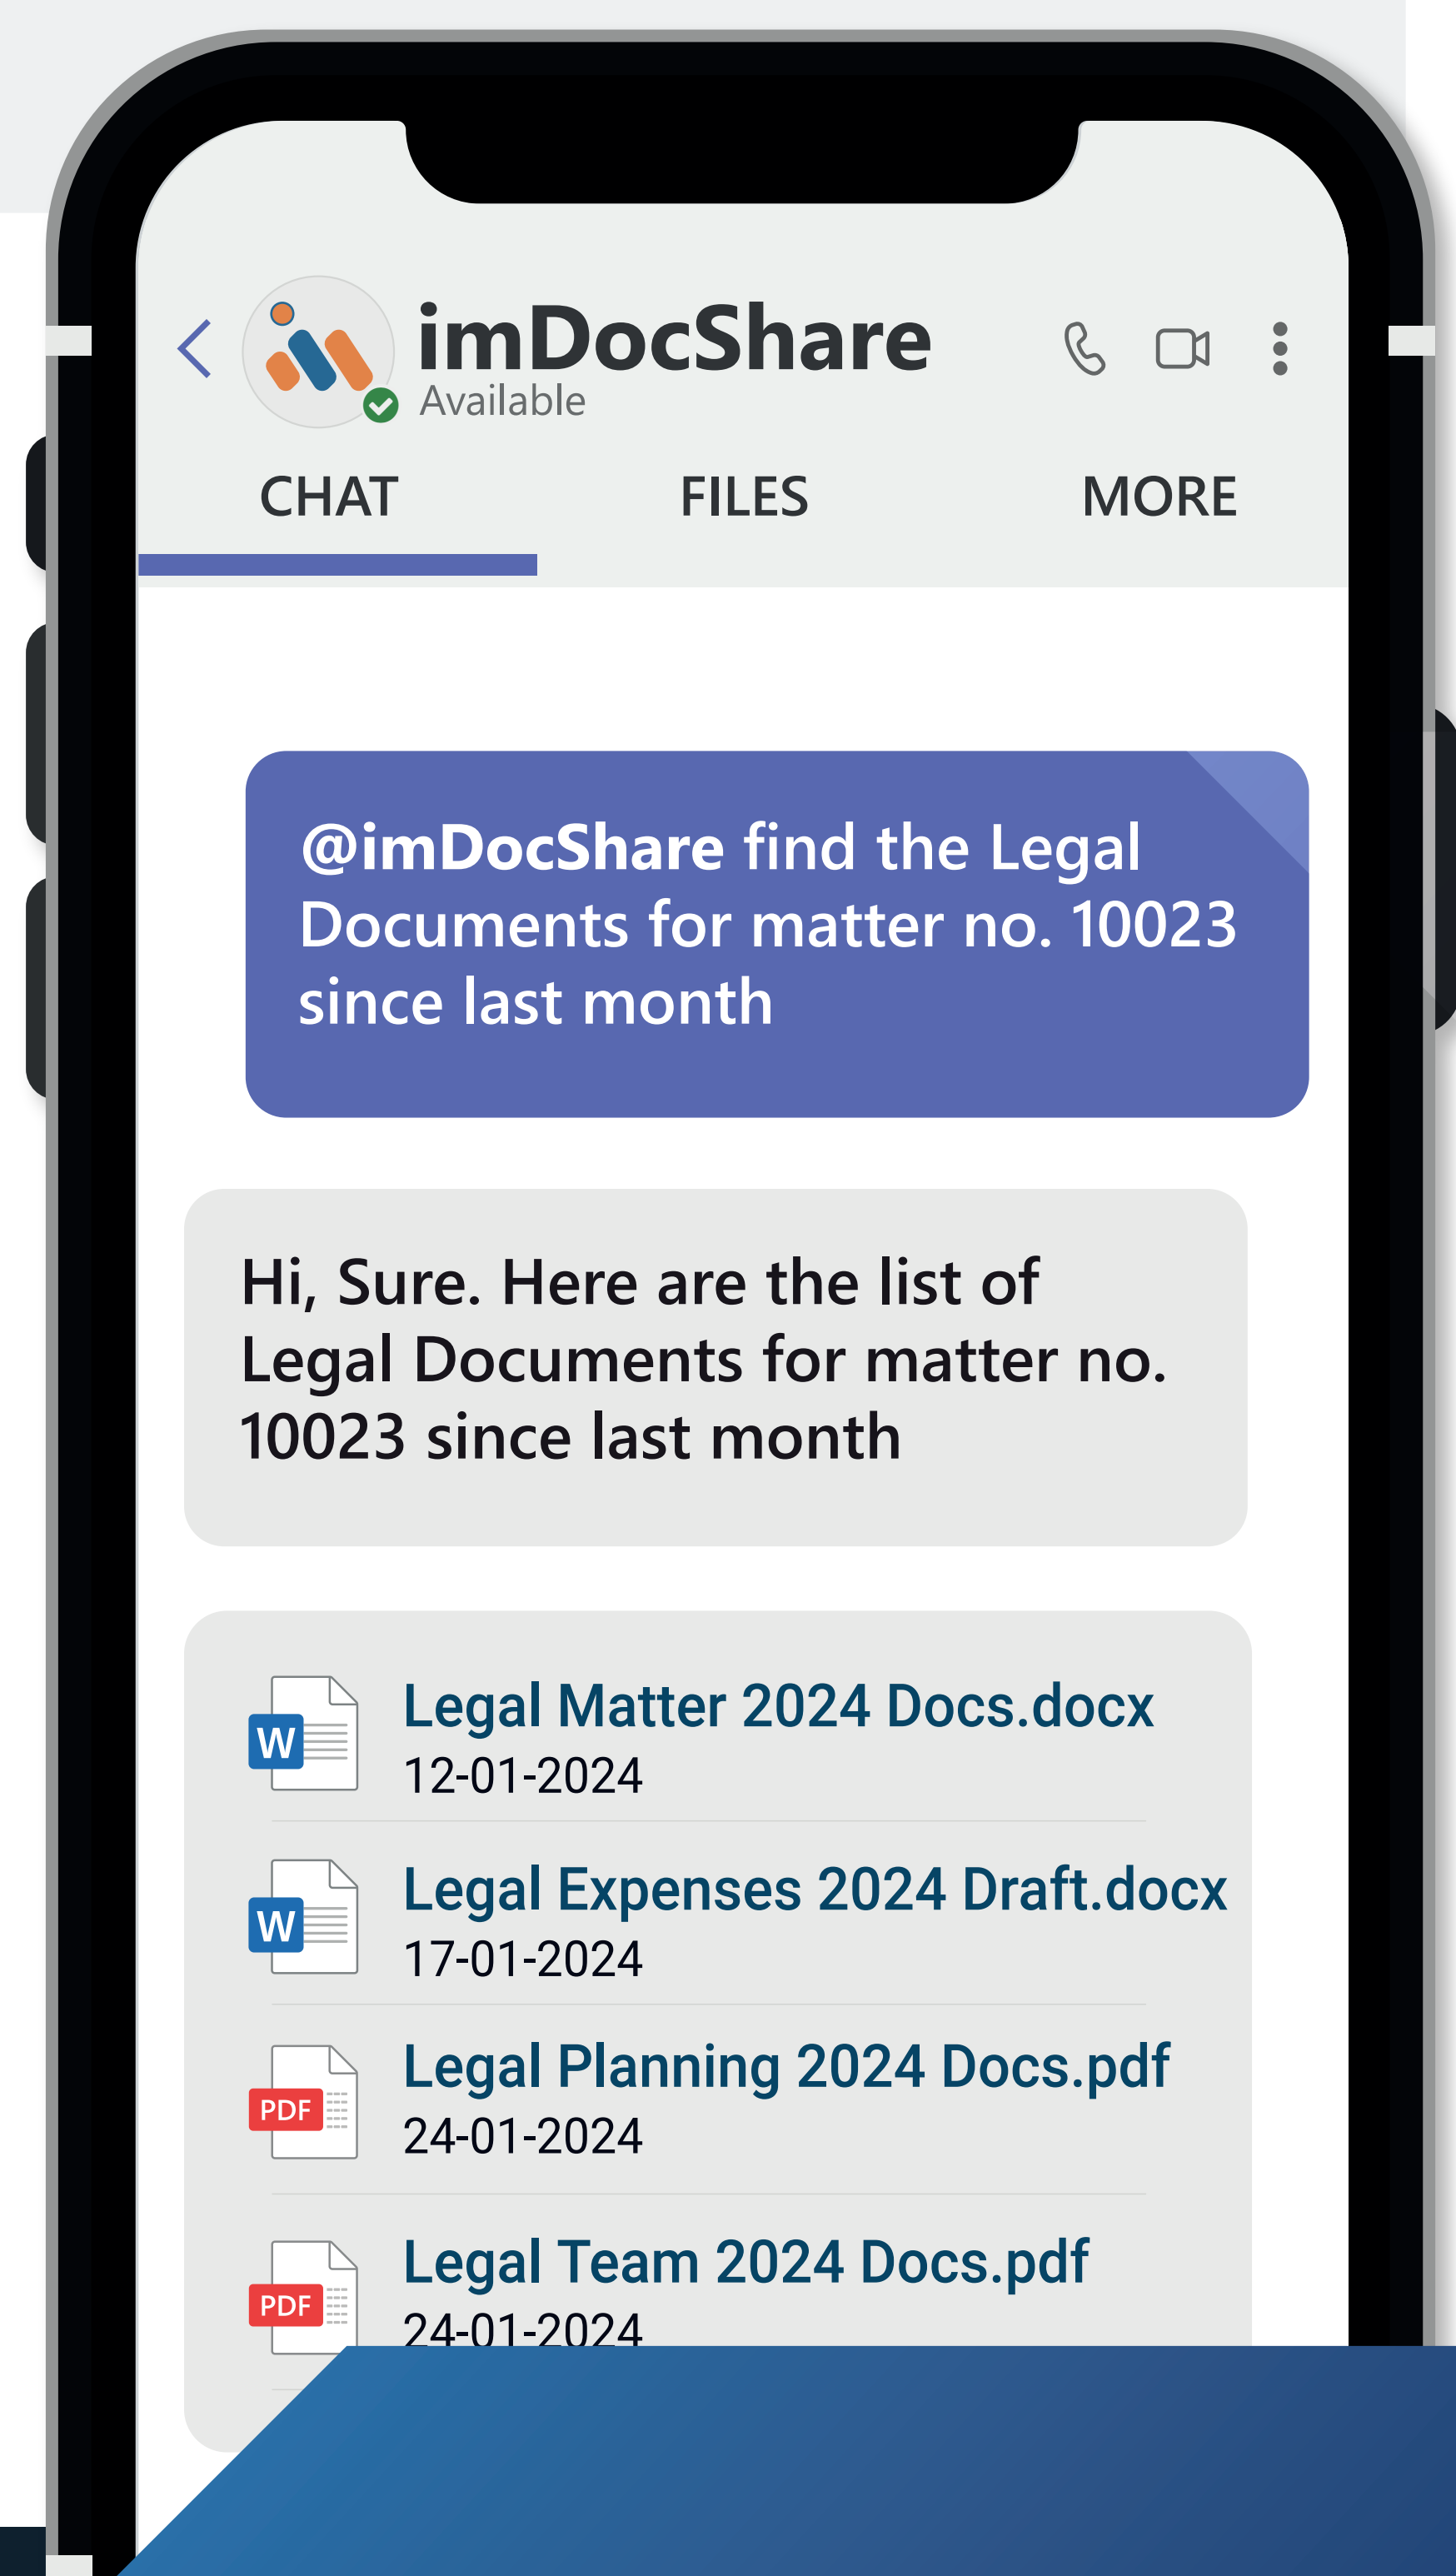 imDocShare
Available
CHAT FILES MORE
@imDocShare find the Legal
Documents for matter no. 10023
since last month
Hi, Sure. Here are the list of
Legal Documents for matter no.
10023 since last month
Legal Matter 2024 Docs.docx
W
12-01-2024
Legal Expenses 2024 Draft.docx
W
17-01-2024
Legal Planning 2024 Docs.pdf
PDF
24-01-2024
Legal Team 2024 Docs.pdf
PDF
24-01-2024